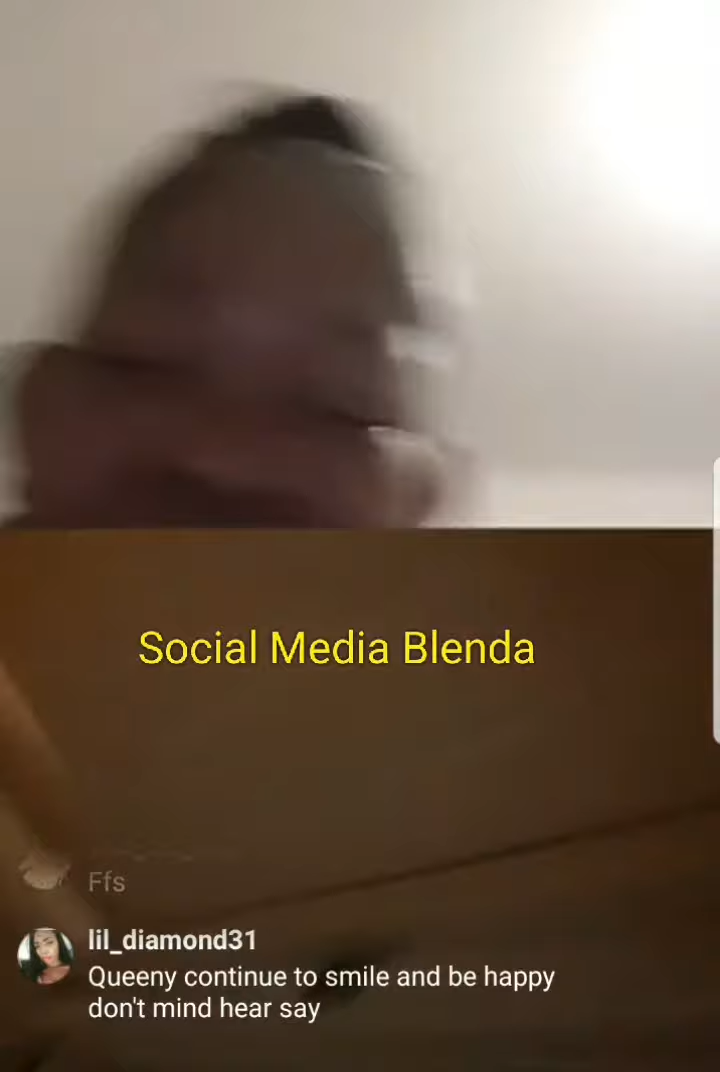 Social Media Blenda
Ffs
lil_diamond31
Queeny continue to smile and be happy
don't mind hear say